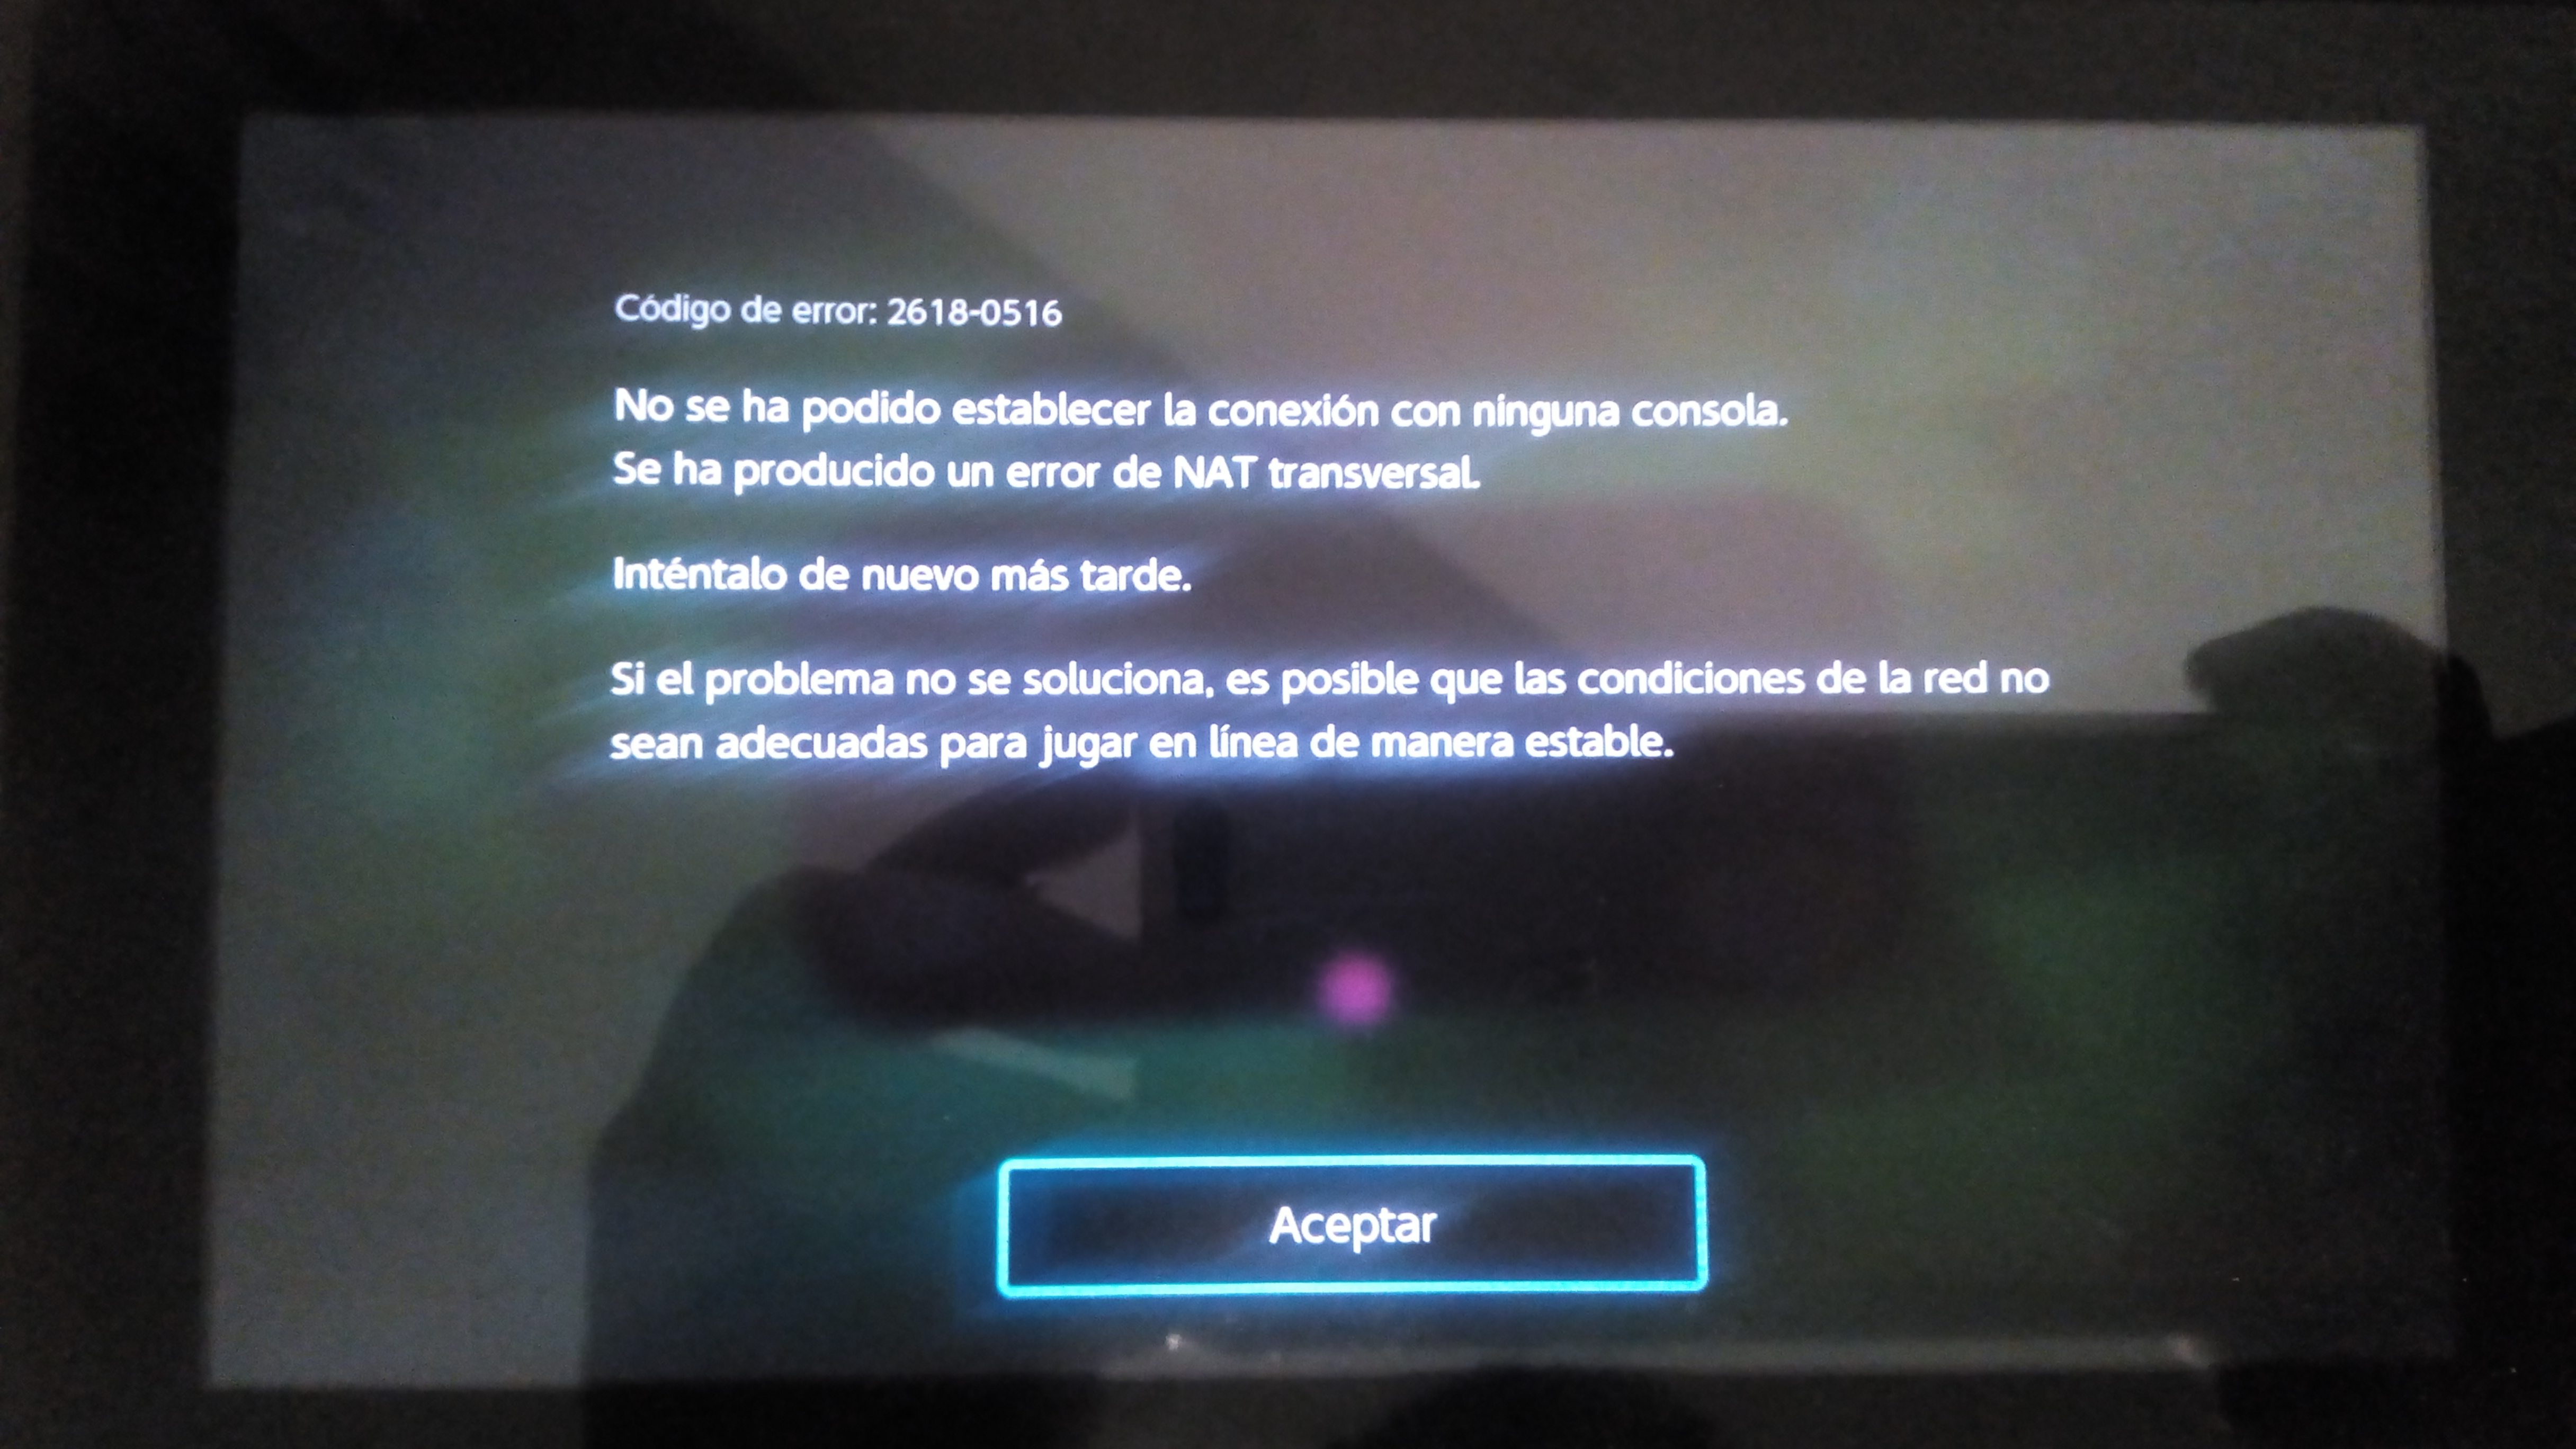 Código de error: 2618-0516
No se ha podido establecer la conexión con ninguna consola.
Se ha producido un error de NAT transversal.
Inténtalo de nuevo más tarde.
Si el problema no se soluciona, es posible que las condiciones de la red no
sean adecuadas para jugar en línea de manera estable.
Aceptar